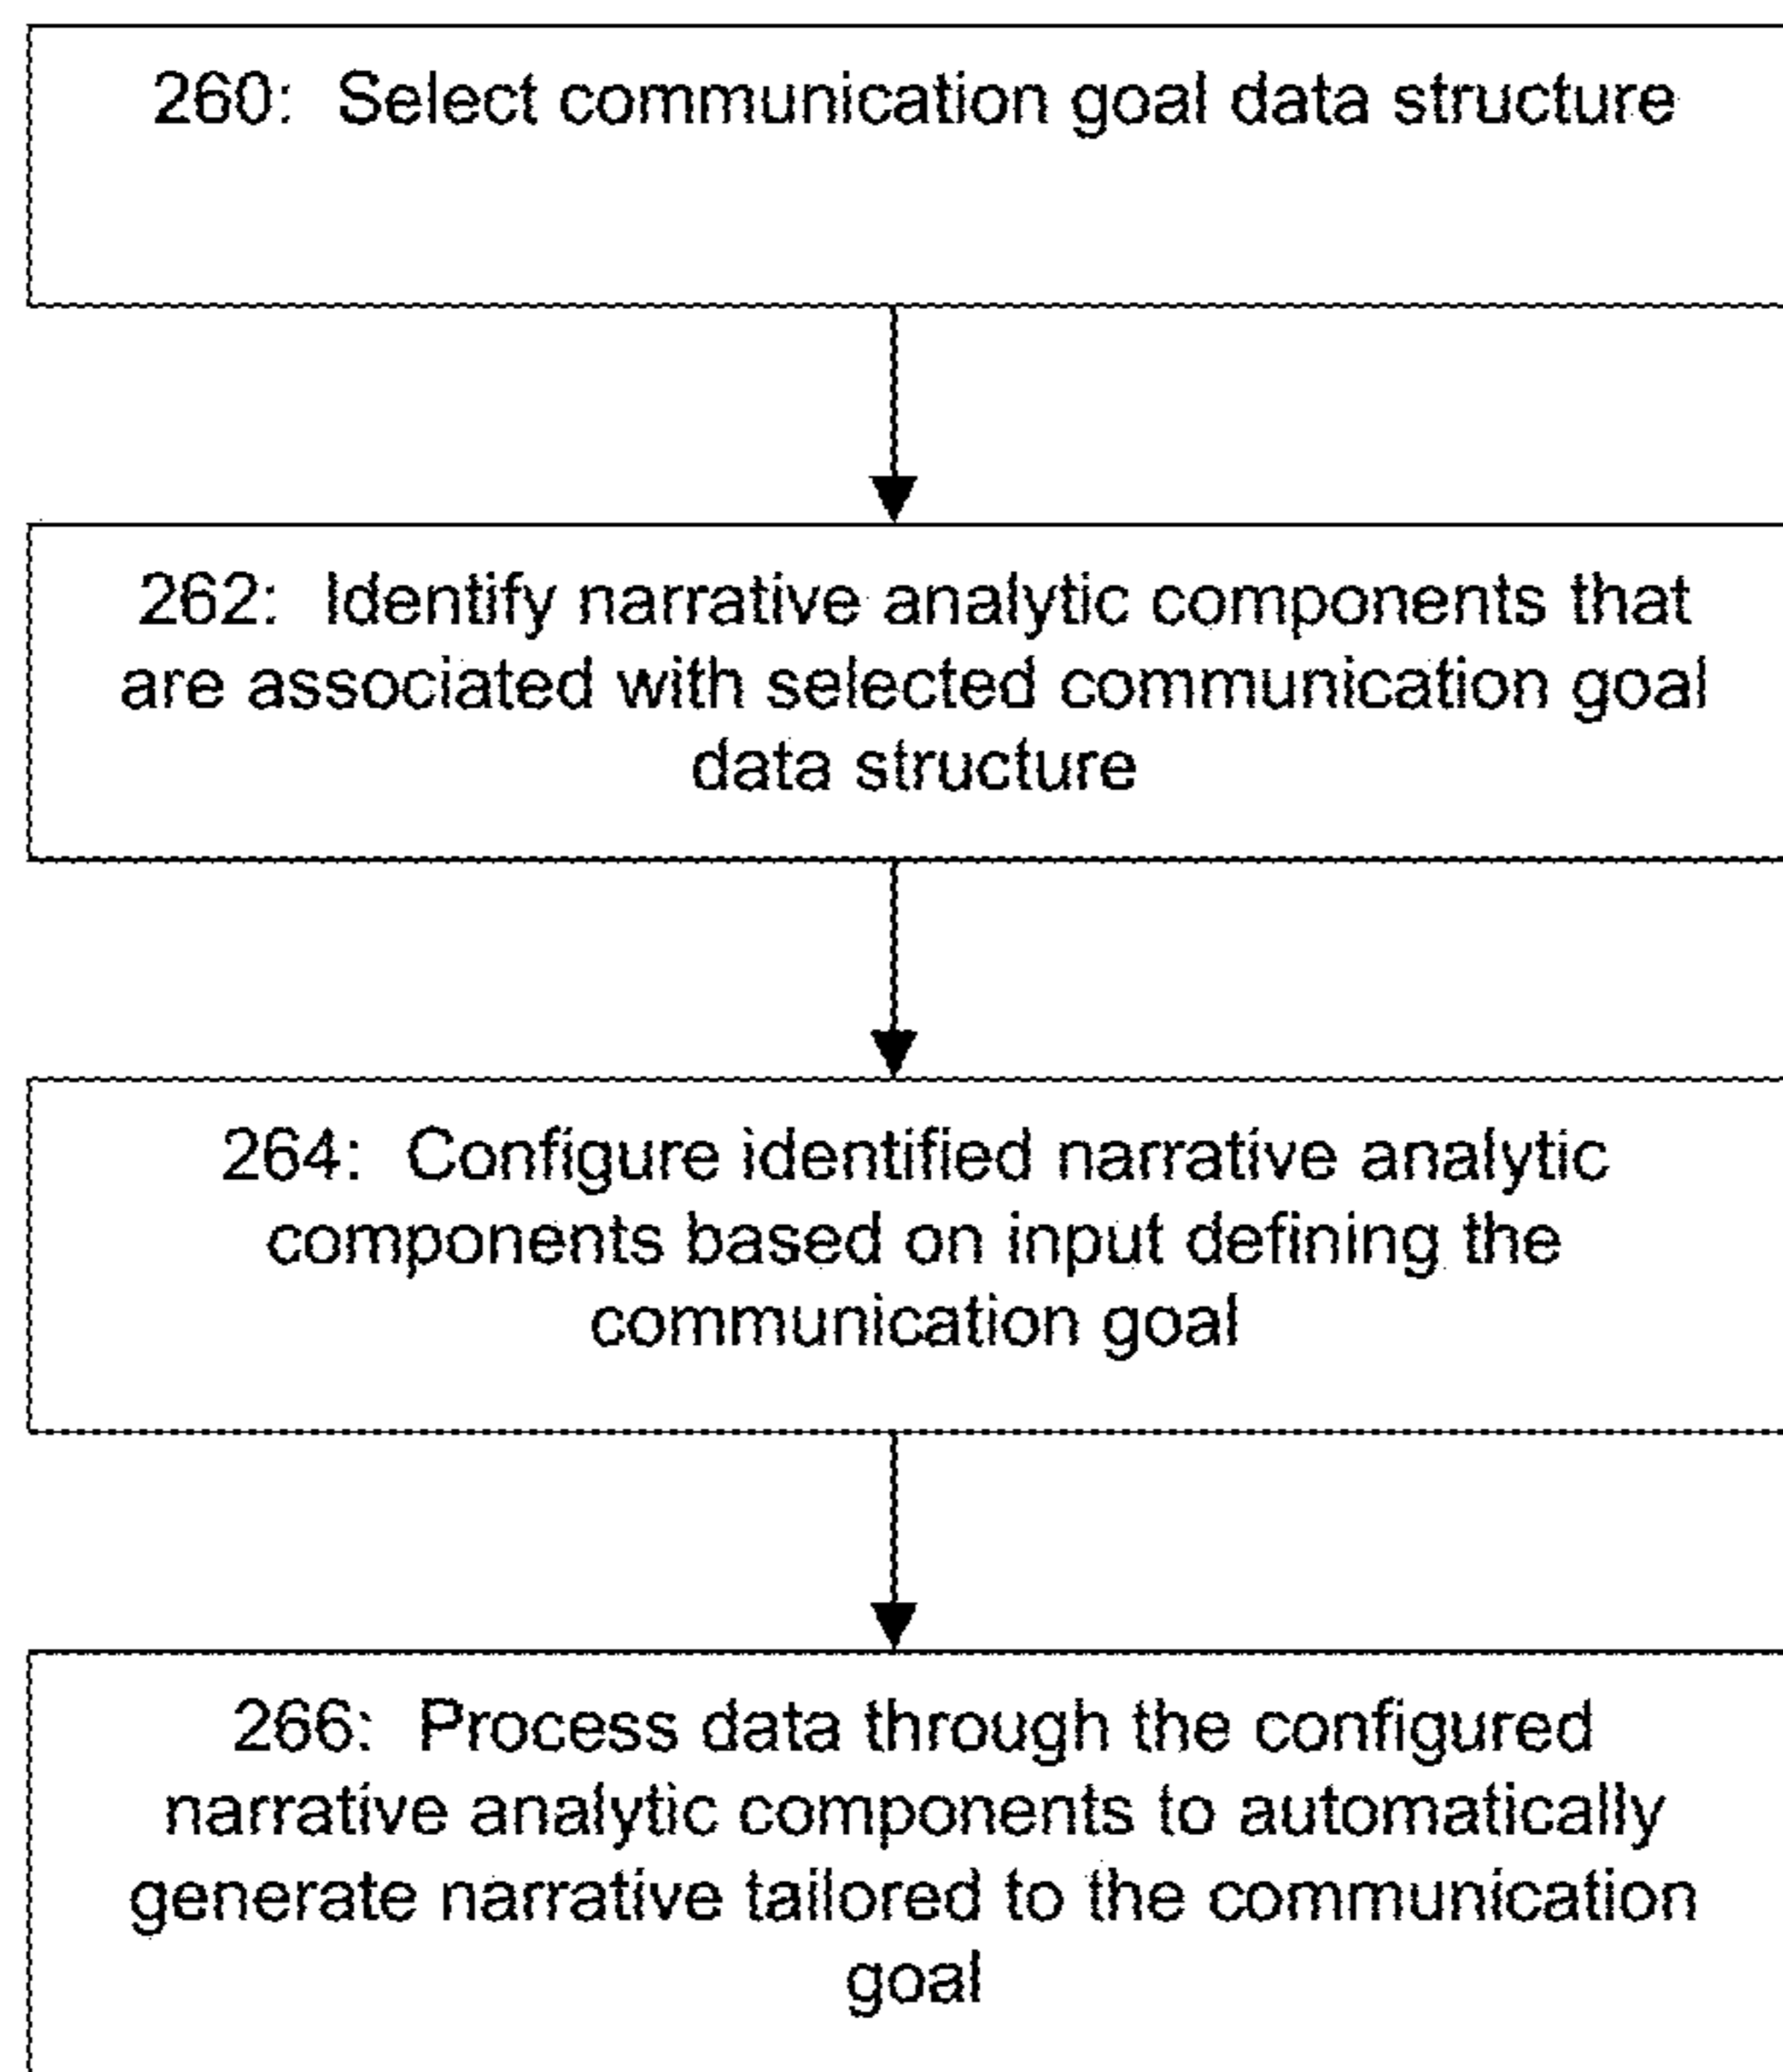 260: Select communication goal data structure
262: Identify narrative analytic components that
are associated with selected communication goal
data structure
264: Configure identified narrative analytic
components based on input defining the
communication goal
266: Process data through the configured
narrative analytic components to automatically
generate narrative tailored to the communication
goal